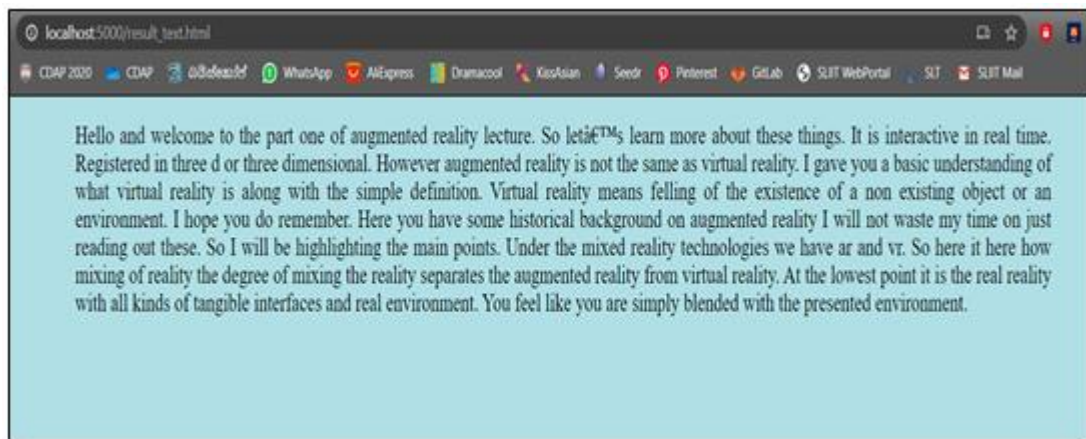 localhost:5000/result_text.html
CDAP 2020 CDAP WhatsApp AliExpress Dramacool KissAsian Seedr Pinterest GitLab SLIIT WebPortal SLT SLIIT Mail
Hello and welcome to the part one of augmented reality lecture. So letâ€™s learn more about these things. It is interactive in real time.
Registered in three d or three dimensional. However augmented reality is not the same as virtual reality. I gave you a basic understanding of
what virtual reality is along with the simple definition. Virtual reality means felling of the existence of a non existing object or an
environment. I hope you do remember. Here you have some historical background on augmented reality I will not waste my time on just
reading out these. So I will be highlighting the main points. Under the mixed reality technologies we have ar and vr. So here it here how
mixing of reality the degree of mixing the reality separates the augmented reality from virtual reality. At the lowest point it is the real reality
with all kinds of tangible interfaces and real environment. You feel like you are simply blended with the presented environment.